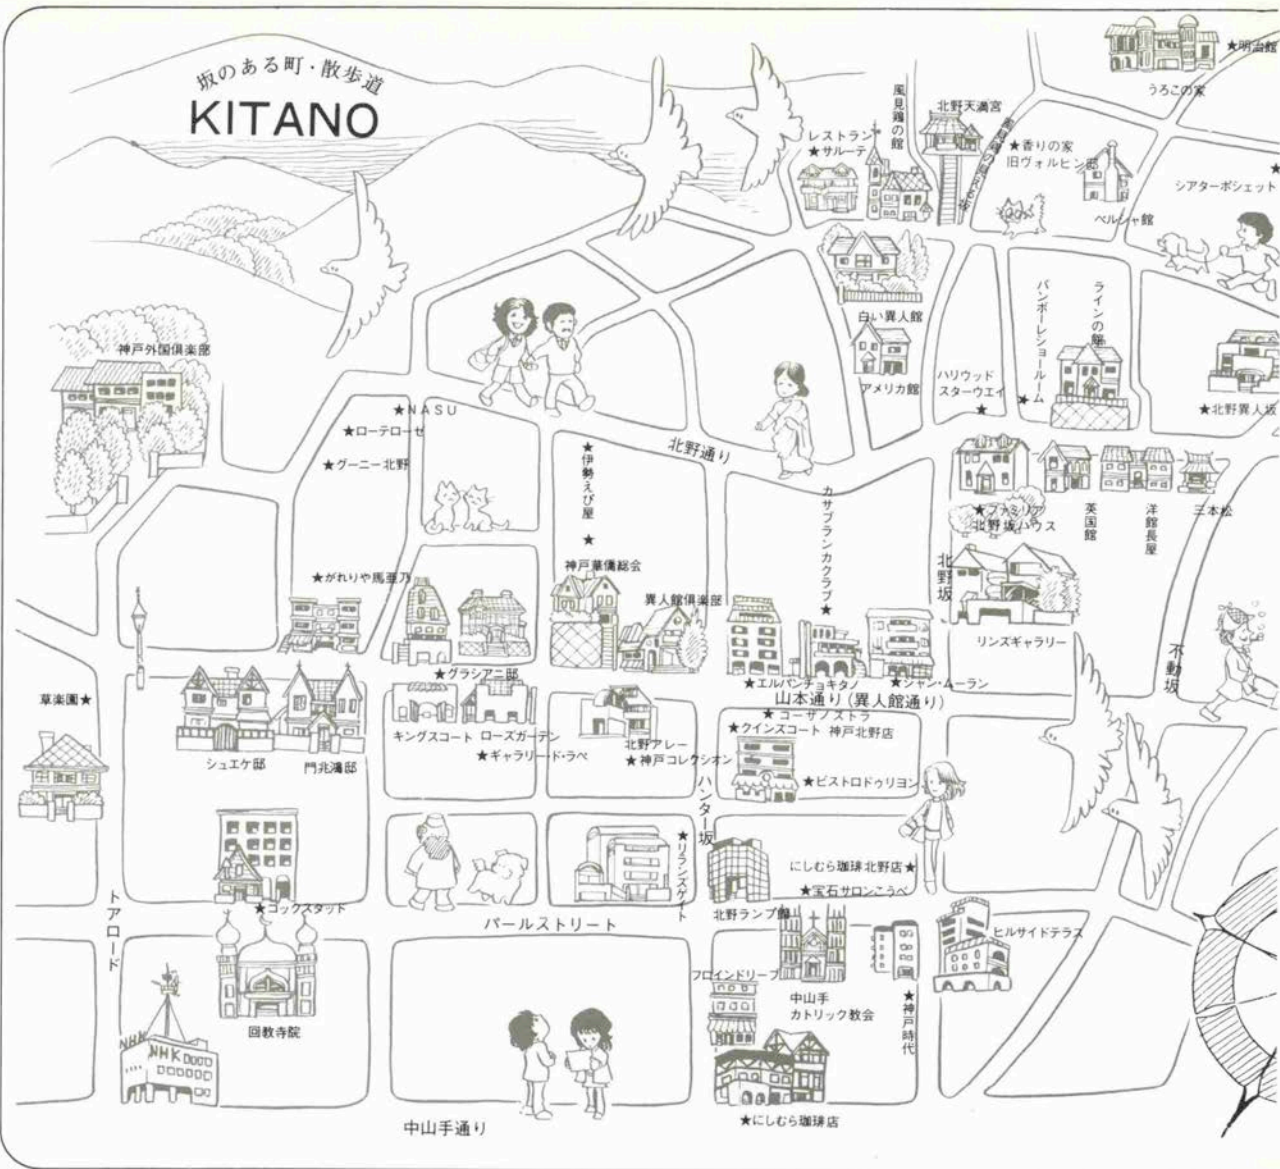 坂のある町・散歩道
KITANO
★明治館
うろこの家
風見鶏の館
北野天満宮
レストラン
★サルーテ
★香りの家
旧ヴォルヒン邸
シアターポシェット
ペルシャ館
白い異人館
アメリカ館
ハリウッド
スターウエイ
★
バンボーレショールーム
★
ラインの館
★北野異人坂
神戸外国倶楽部
★NASU
★ローテローゼ
★グーニー北野
北野通り
★伊勢えび屋
★
カサブランカクラブ★
★ファミリア
北野坂ハウス
英国館
洋館長屋
三本松
北野坂
リンズギャラリー
不動坂
★がれりや馬亜乃
神戸華僑総会
異人館倶楽部
★グラシアニ邸
★エルパンチョキタノ
★ジャン・ムーラン
山本通り(異人館通り)
草楽園★
シュエケ邸
門兆鴻邸
キングスコート
ローズガーデン
★ギャラリー・ド・ラペ
北野アレー
★神戸コレクション
★コーザノストラ
★クインスコート 神戸北野店
★ビストロドゥリヨン
ハンター坂
★リランズゲイト
にしむら珈琲北野店★
★宝石サロンこうべ
北野ランプ館
★コックスタッド
トアロード
パールストリート
ヒルサイドテラス
フロインドリーブ
中山手
カトリック教会
★神戸時代
回教寺院
NHK
NHK
★にしむら珈琲店
中山手通り